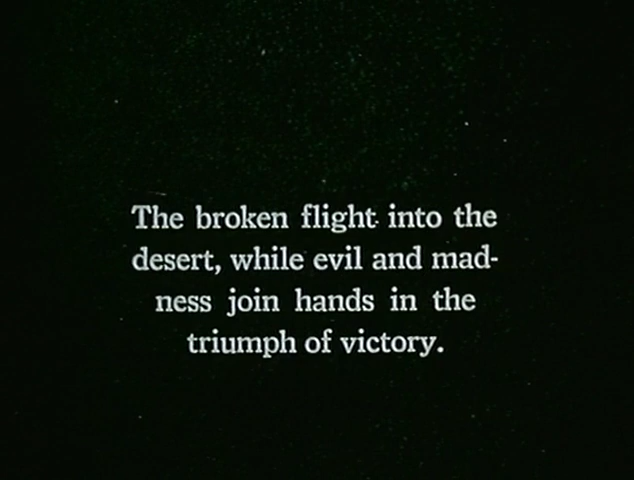 The broken flight into the
desert, while evil and mad-
ness join hands in the
triumph of victory.